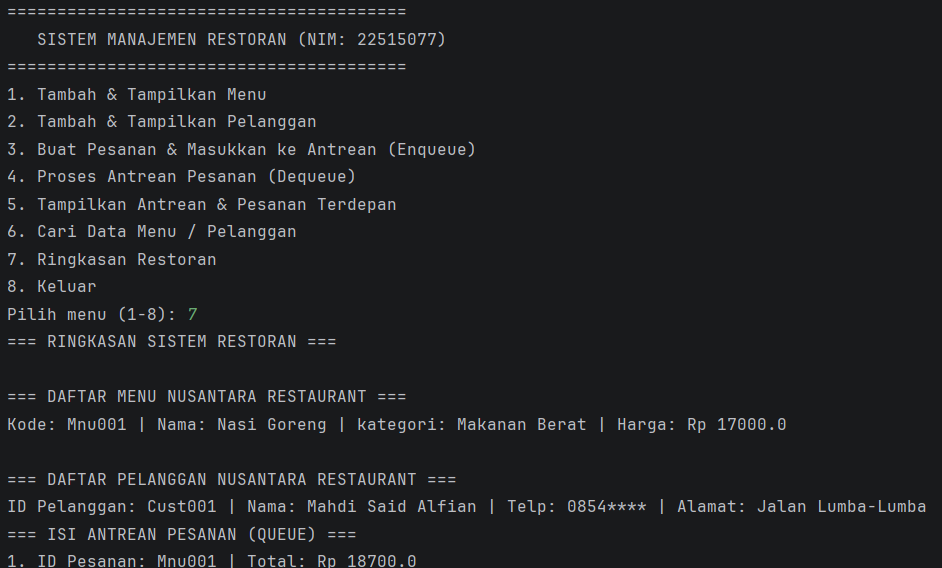 ========================================
SISTEM MANAJEMEN RESTORAN (NIM: 22515077)
========================================
1. Tambah & Tampilkan Menu
2. Tambah & Tampilkan Pelanggan
3. Buat Pesanan & Masukkan ke Antrean (Enqueue)
4. Proses Antrean Pesanan (Dequeue)
5. Tampilkan Antrean & Pesanan Terdepan
6. Cari Data Menu / Pelanggan
7. Ringkasan Restoran
8. Keluar
Pilih menu (1-8): 7
=== RINGKASAN SISTEM RESTORAN ===
=== DAFTAR MENU NUSANTARA RESTAURANT ===
Kode: Mnu001 | Nama: Nasi Goreng | kategori: Makanan Berat | Harga: Rp 17000.0
=== DAFTAR PELANGGAN NUSANTARA RESTAURANT ===
ID Pelanggan: Cust001 | Nama: Mahdi Said Alfian | Telp: 0854**** | Alamat: Jalan Lumba-Lumba
=== ISI ANTREAN PESANAN (QUEUE) ===
1. ID Pesanan: Mnu001 | Total: Rp 18700.0